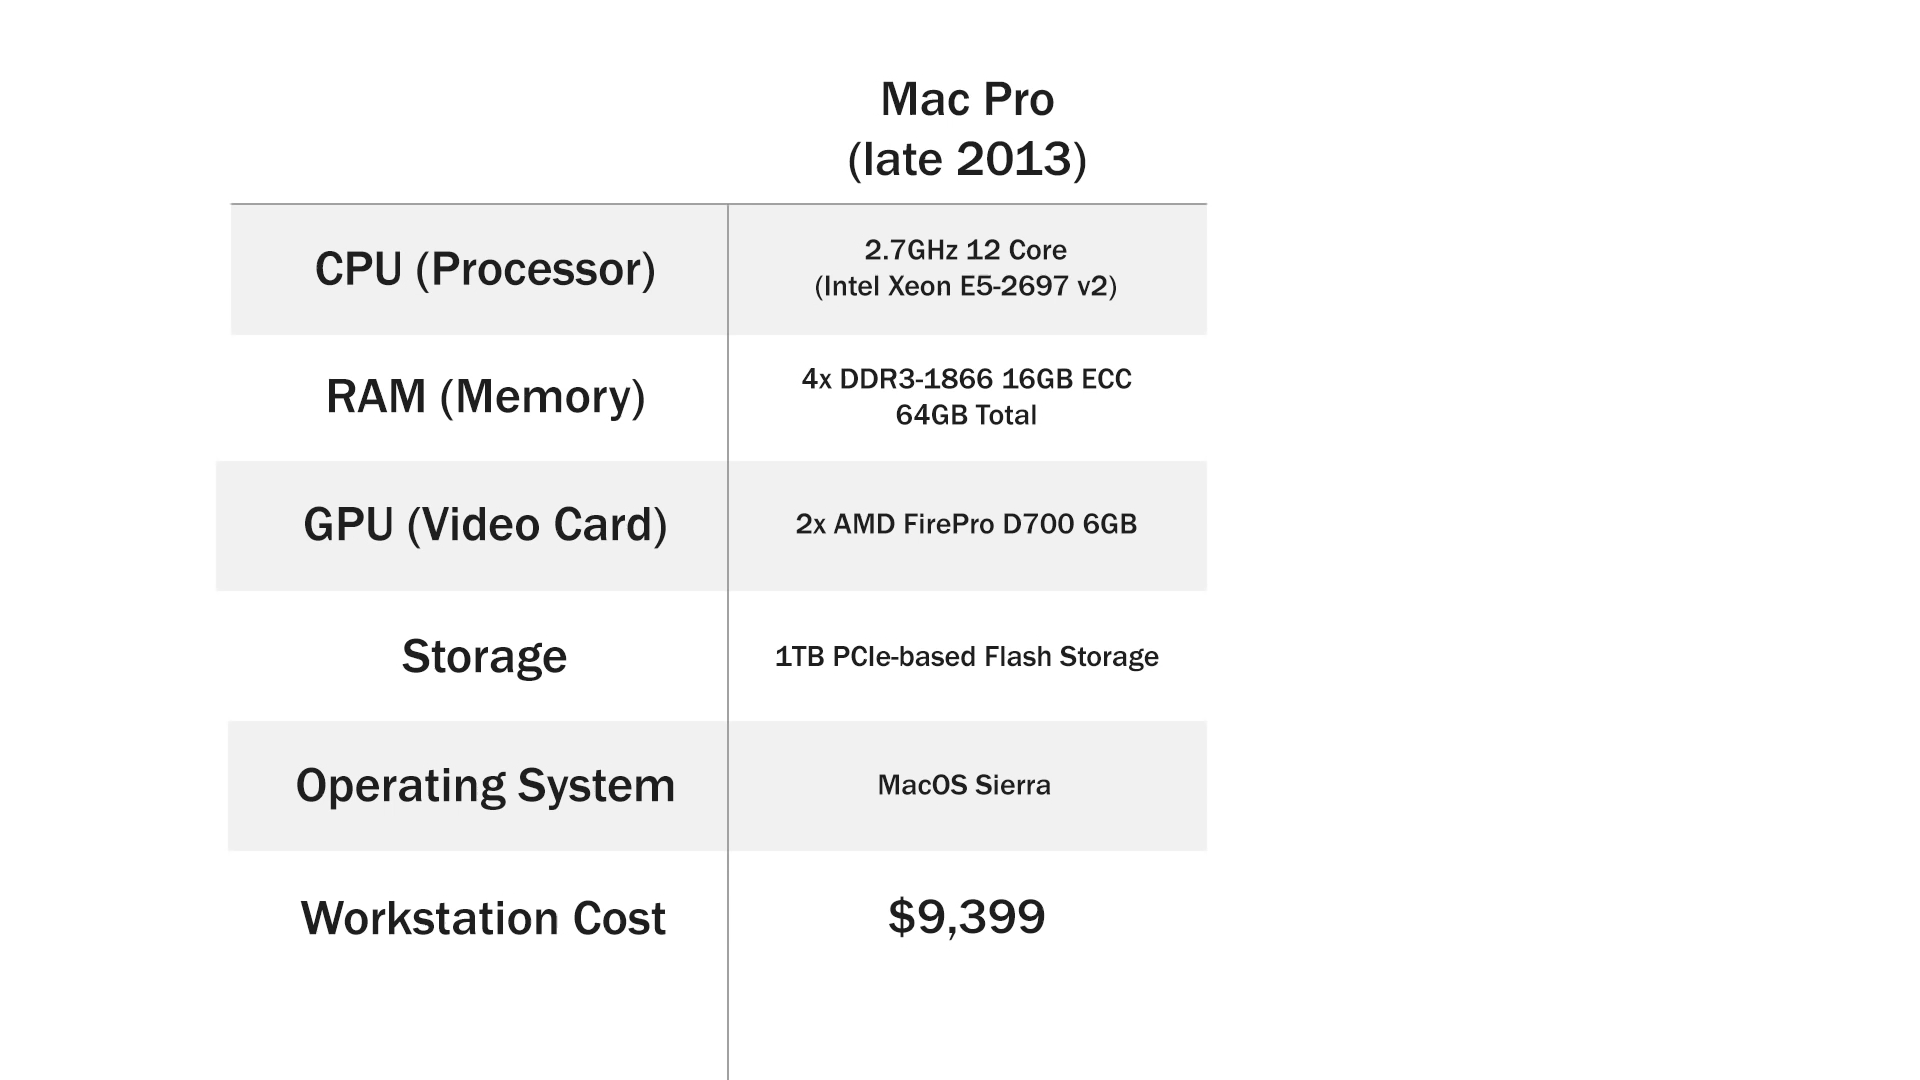 Mac Pro
(late 2013)
CPU (Processor)
2.7GHz 12 Core
(Intel Xeon E5-2697 v2)
RAM (Memory)
4x DDR3-1866 16GB ECC
64GB Total
GPU (Video Card)
2x AMD FirePro D700 6GB
Storage
1TB PCIe-based Flash Storage
Operating System
MacOS Sierra
Workstation Cost
$9,399